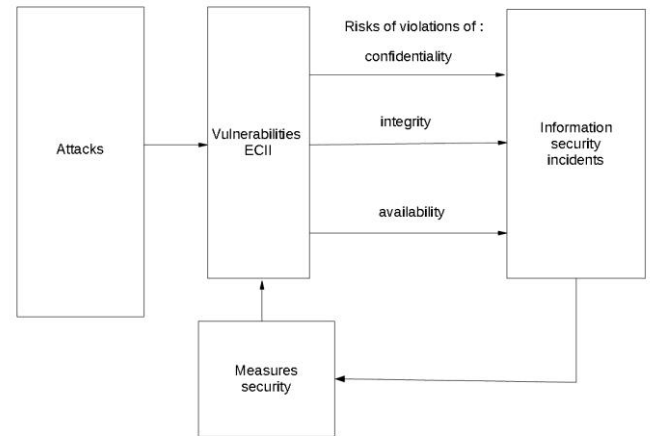 Risks of violations of :
confidentiality
Attacks
Vulnerabilities
ECII
integrity
Information
security
incidents
availability
Measures
security